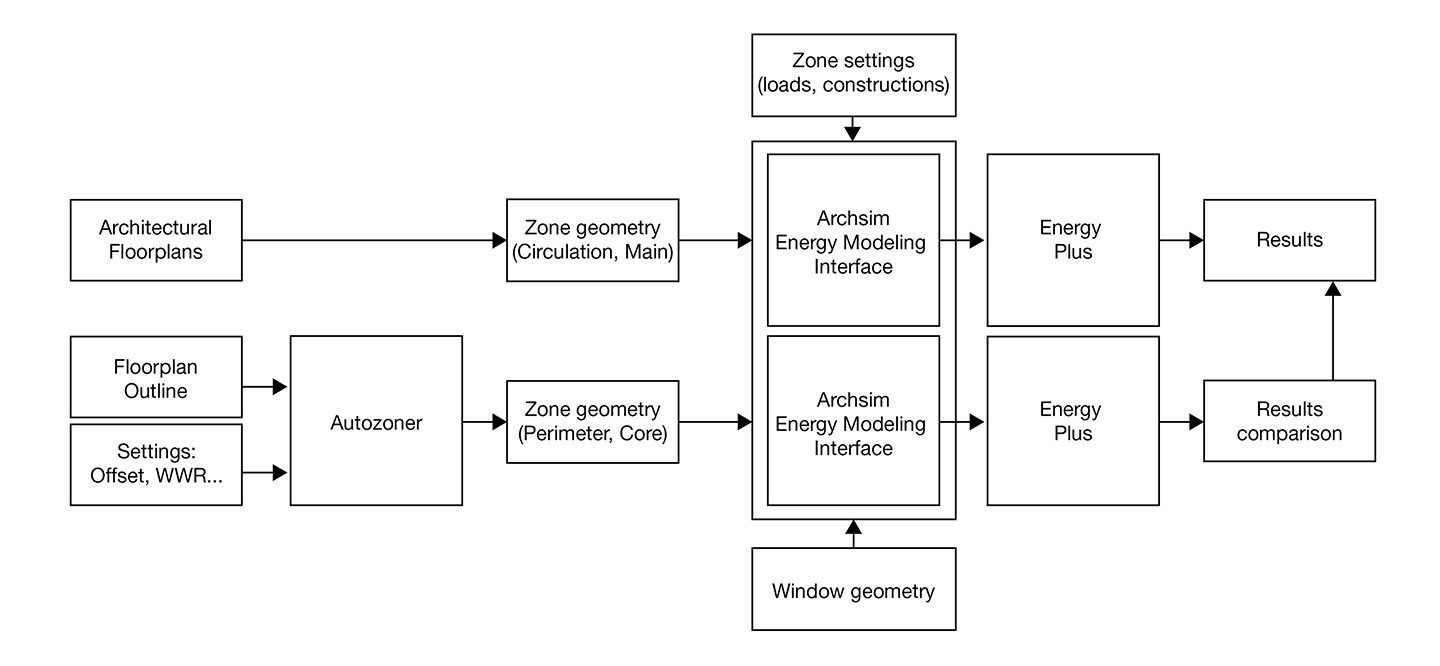 Zone settings
(loads, constructions)
Architectural
Floorplans
Zone geometry
(Circulation, Main)
Archsim
Energy Modeling
Interface
Energy
Plus
Results
Floorplan
Outline
Settings:
Offset, WWR...
Autozoner
Zone geometry
(Perimeter, Core)
Archsim
Energy Modeling
Interface
Energy
Plus
Results
comparison
Window geometry